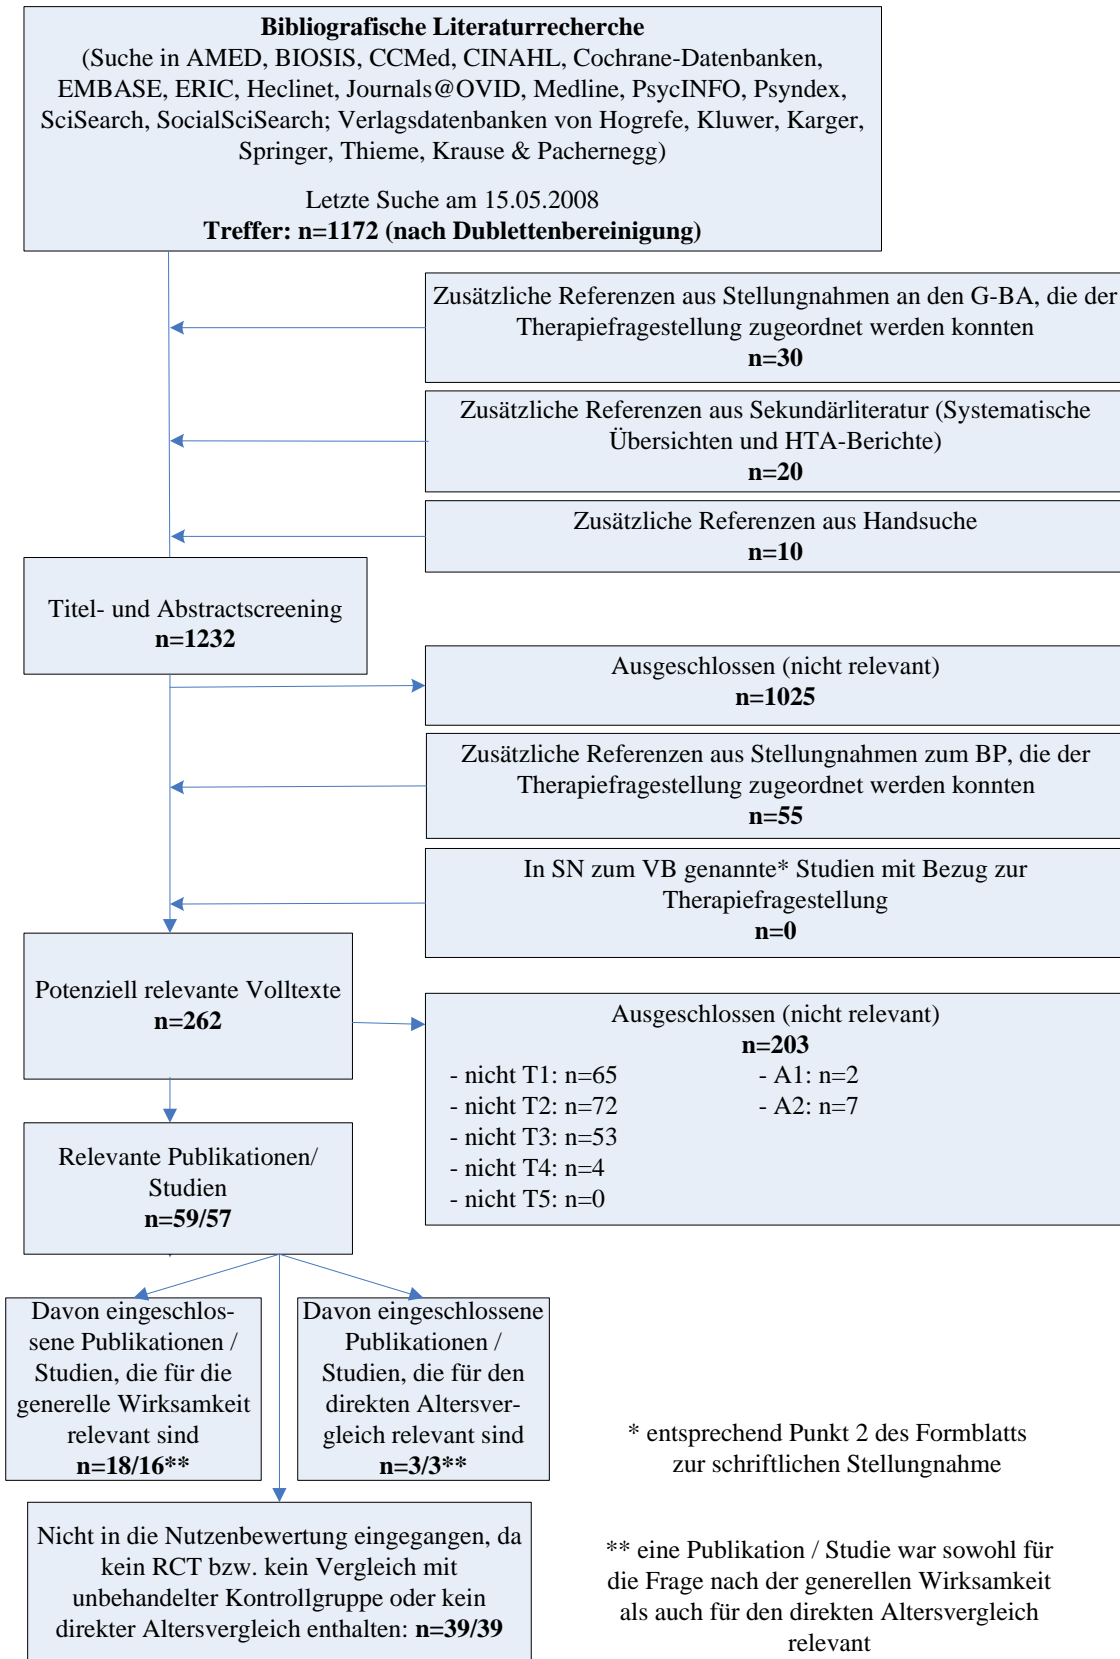 Bibliografische Literaturrecherche
(Suche in AMED, BIOSIS, CCMed, CINAHL, Cochrane-Datenbanken,
EMBASE, ERIC, Heclinet, Journals@OVID, Medline, PsycINFO, Psyndex,
SciSearch, SocialSciSearch; Verlagsdatenbanken von Hogrefe, Kluwer, Karger,
Springer, Thieme, Krause & Pachernegg)
Letzte Suche am 15.05.2008
Treffer: n=1172 (nach Dublettenbereinigung)
Zusätzliche Referenzen aus Stellungnahmen an den G-BA, die der
Therapiefragestellung zugeordnet werden konnten
n=30
Zusätzliche Referenzen aus Sekundärliteratur (Systematische
Übersichten und HTA-Berichte)
n=20
Zusätzliche Referenzen aus Handsuche
n=10
Titel- und Abstractscreening
n=1232
Ausgeschlossen (nicht relevant)
n=1025
Zusätzliche Referenzen aus Stellungnahmen zum BP, die der
Therapiefragestellung zugeordnet werden konnten
n=55
In SN zum VB genannte* Studien mit Bezug zur
Therapiefragestellung
n=0
Potenziell relevante Volltexte
n=262
Ausgeschlossen (nicht relevant)
n=203
- nicht T1: n=65
- nicht T2: n=72
- nicht T3: n=53
- nicht T4: n=4
- nicht T5: n=0
- A1: n=2
- A2: n=7
Relevante Publikationen/
Studien
n=59/57
Davon eingeschlos-
sene Publikationen /
Studien, die für die
generelle Wirksamkeit
relevant sind
n=18/16**
Davon eingeschlossene
Publikationen /
Studien, die für den
direkten Altersver-
gleich relevant sind
n=3/3**
* entsprechend Punkt 2 des Formblatts
zur schriftlichen Stellungnahme
Nicht in die Nutzenbewertung eingegangen, da
kein RCT bzw. kein Vergleich mit
unbehandelter Kontrollgruppe oder kein
direkter Altersvergleich enthalten: n=39/39
** eine Publikation / Studie war sowohl für
die Frage nach der generellen Wirksamkeit
als auch für den direkten Altersvergleich
relevant